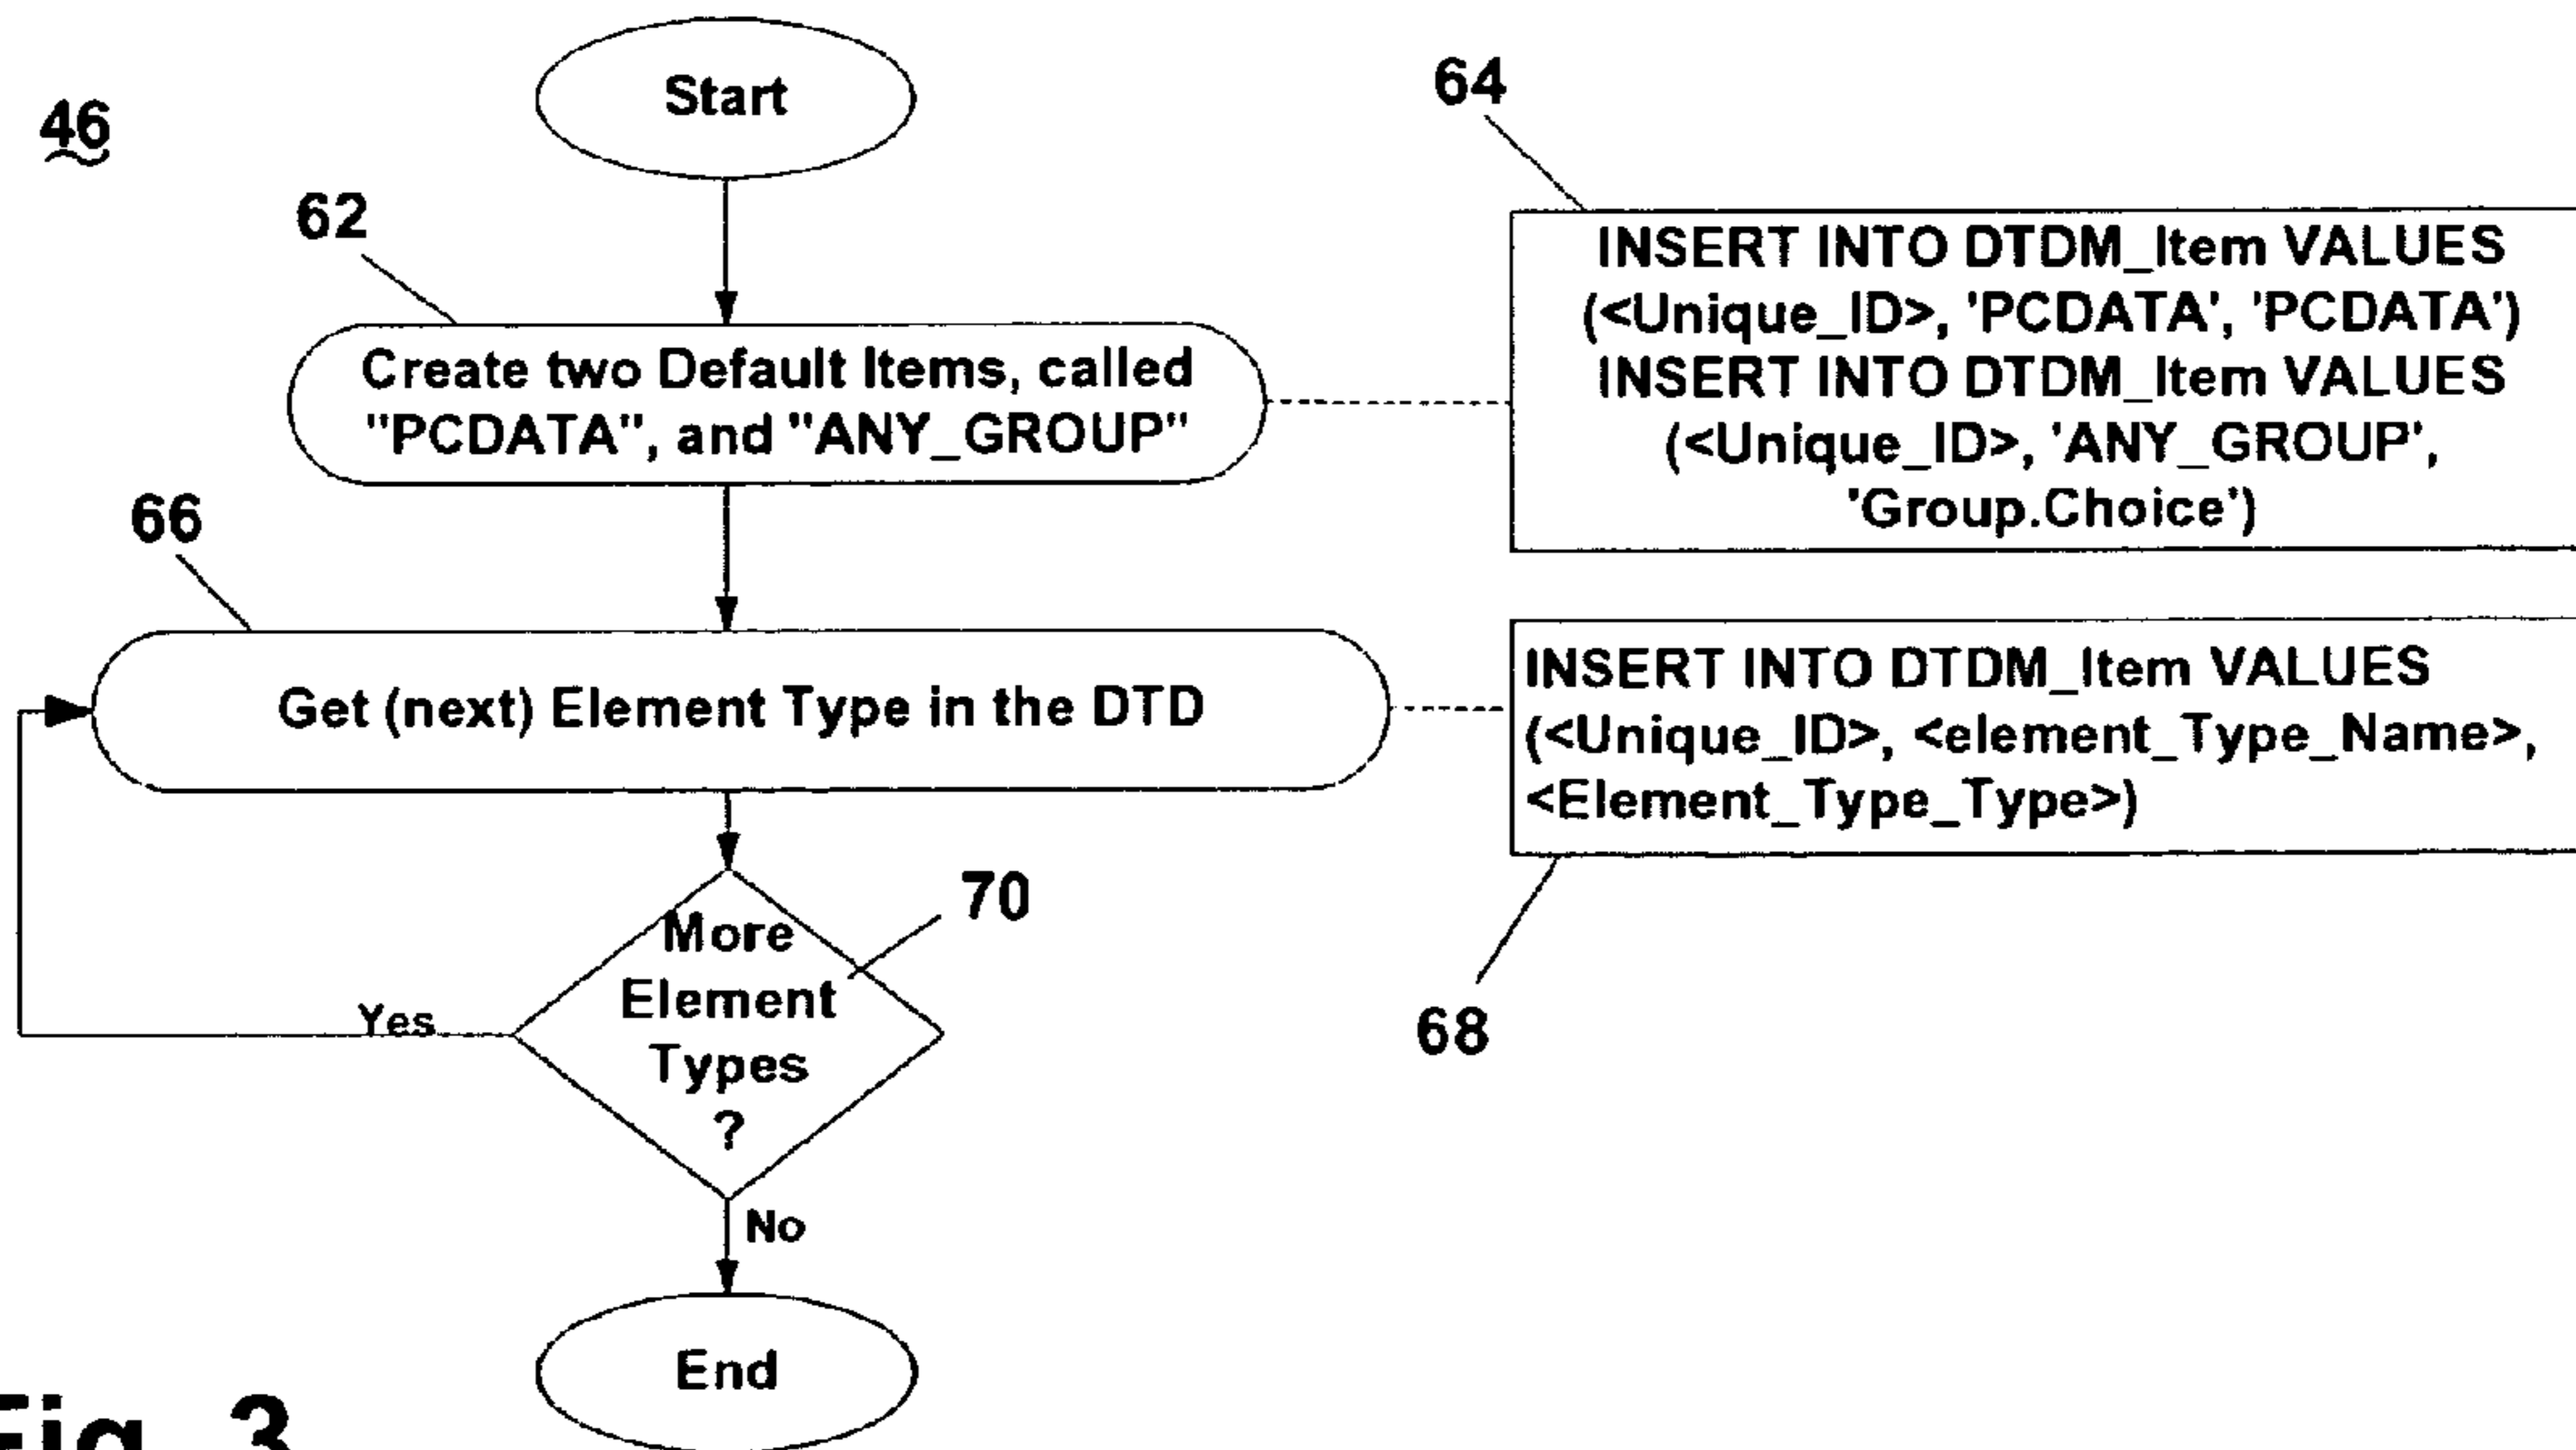 46
Start
62
Create two Default Items, called
"PCDATA", and "ANY_GROUP"
64
INSERT INTO DTDM_Item VALUES
(<Unique_ID>, 'PCDATA', 'PCDATA')
INSERT INTO DTDM_Item VALUES
(<Unique_ID>, 'ANY_GROUP',
'Group.Choice')
66
Get (next) Element Type in the DTD
INSERT INTO DTDM_Item VALUES
(<Unique_ID>, <element_Type_Name>,
<Element_Type_Type>)
68
70
More
Element
Types
?
Yes
No
End
Fig. 3